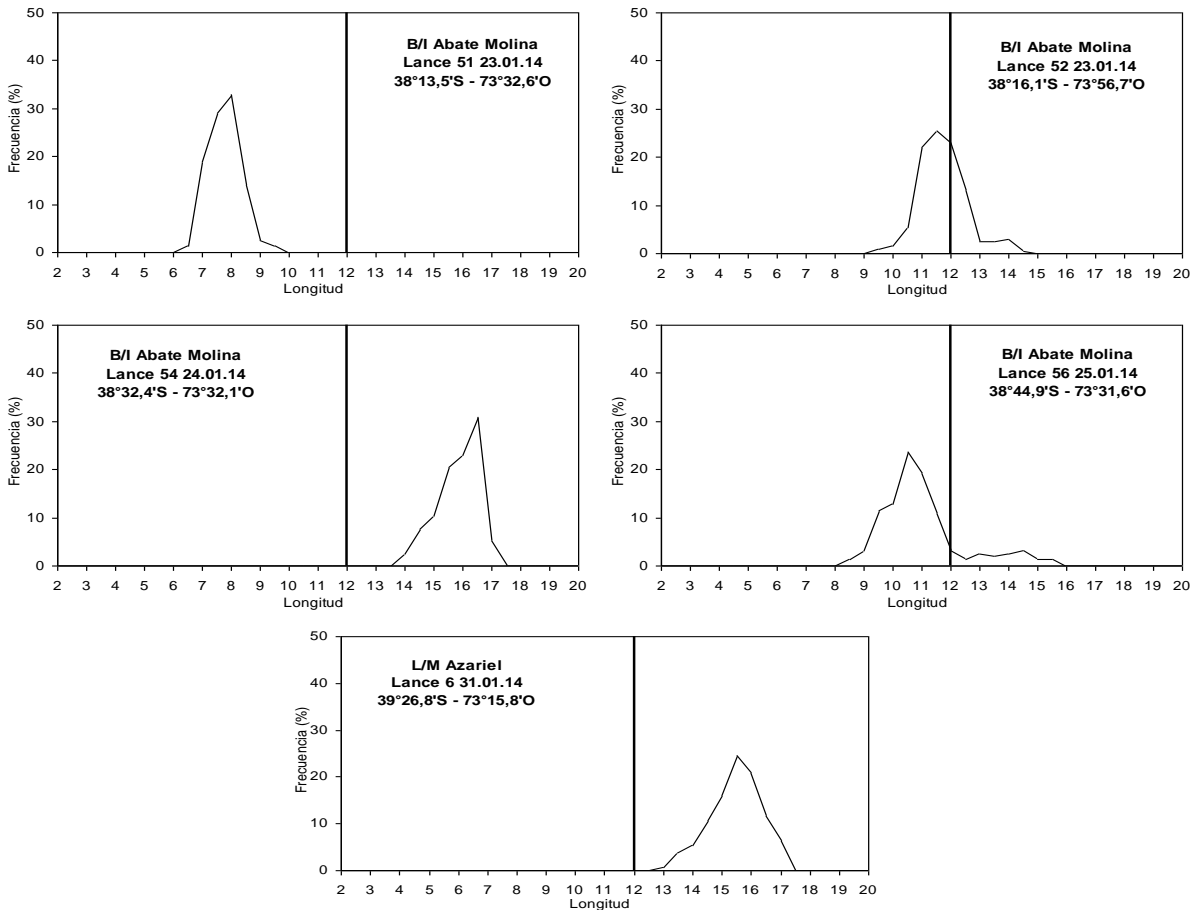 50
40
30
20
10
0
Frecuencia (%)
B/I Abate Molina
Lance 51 23.01.14
38°13,5'S - 73°32,6'O
2 3 4 5 6 7 8 9 10 11 12 13 14 15 16 17 18 19 20
Longitud
50
40
30
20
10
0
Frecuencia (%)
B/I Abate Molina
Lance 52 23.01.14
38°16,1'S - 73°56,7'O
2 3 4 5 6 7 8 9 10 11 12 13 14 15 16 17 18 19 20
Longitud
50
40
30
20
10
0
Frecuencia (%)
B/I Abate Molina
Lance 54 24.01.14
38°32,4'S - 73°32,1'O
2 3 4 5 6 7 8 9 10 11 12 13 14 15 16 17 18 19 20
Longitud
50
40
30
20
10
0
Frecuencia (%)
B/I Abate Molina
Lance 56 25.01.14
38°44,9'S - 73°31,6'O
2 3 4 5 6 7 8 9 10 11 12 13 14 15 16 17 18 19 20
Longitud
50
40
30
20
10
0
Frecuencia (%)
L/M Azariel
Lance 6 31.01.14
39°26,8'S - 73°15,8'O
2 3 4 5 6 7 8 9 10 11 12 13 14 15 16 17 18 19 20
Longitud